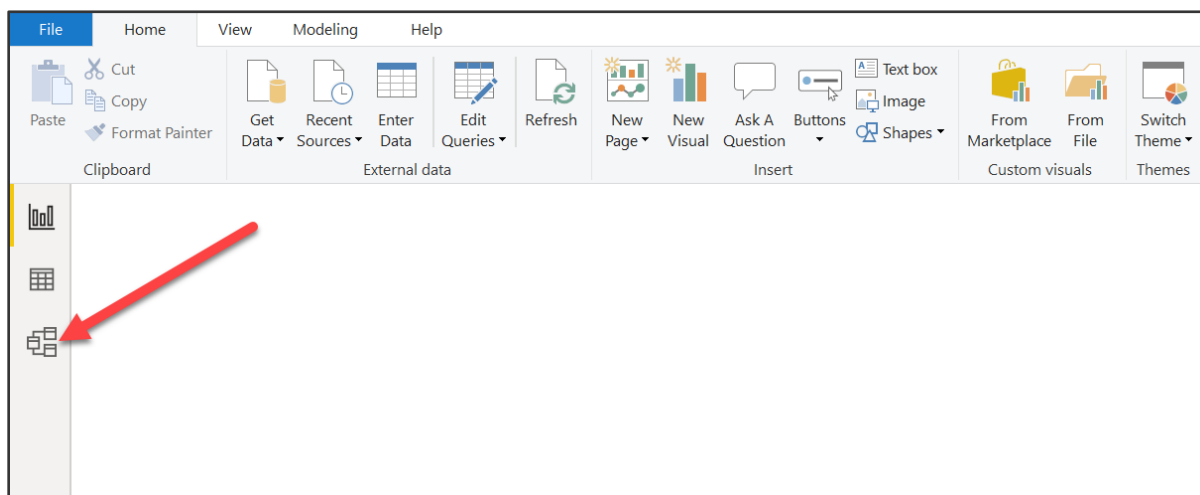 File Home View Modeling Help
Cut
Copy
Format Painter
Paste
Clipboard
Get
Data
Recent
Sources
Enter
Data
Edit
Queries
Refresh
External data
New
Page
New
Visual
Ask A
Question
Buttons
Text box
Image
Shapes
Insert
From
Marketplace
From
File
Custom visuals
Switch
Theme
Themes